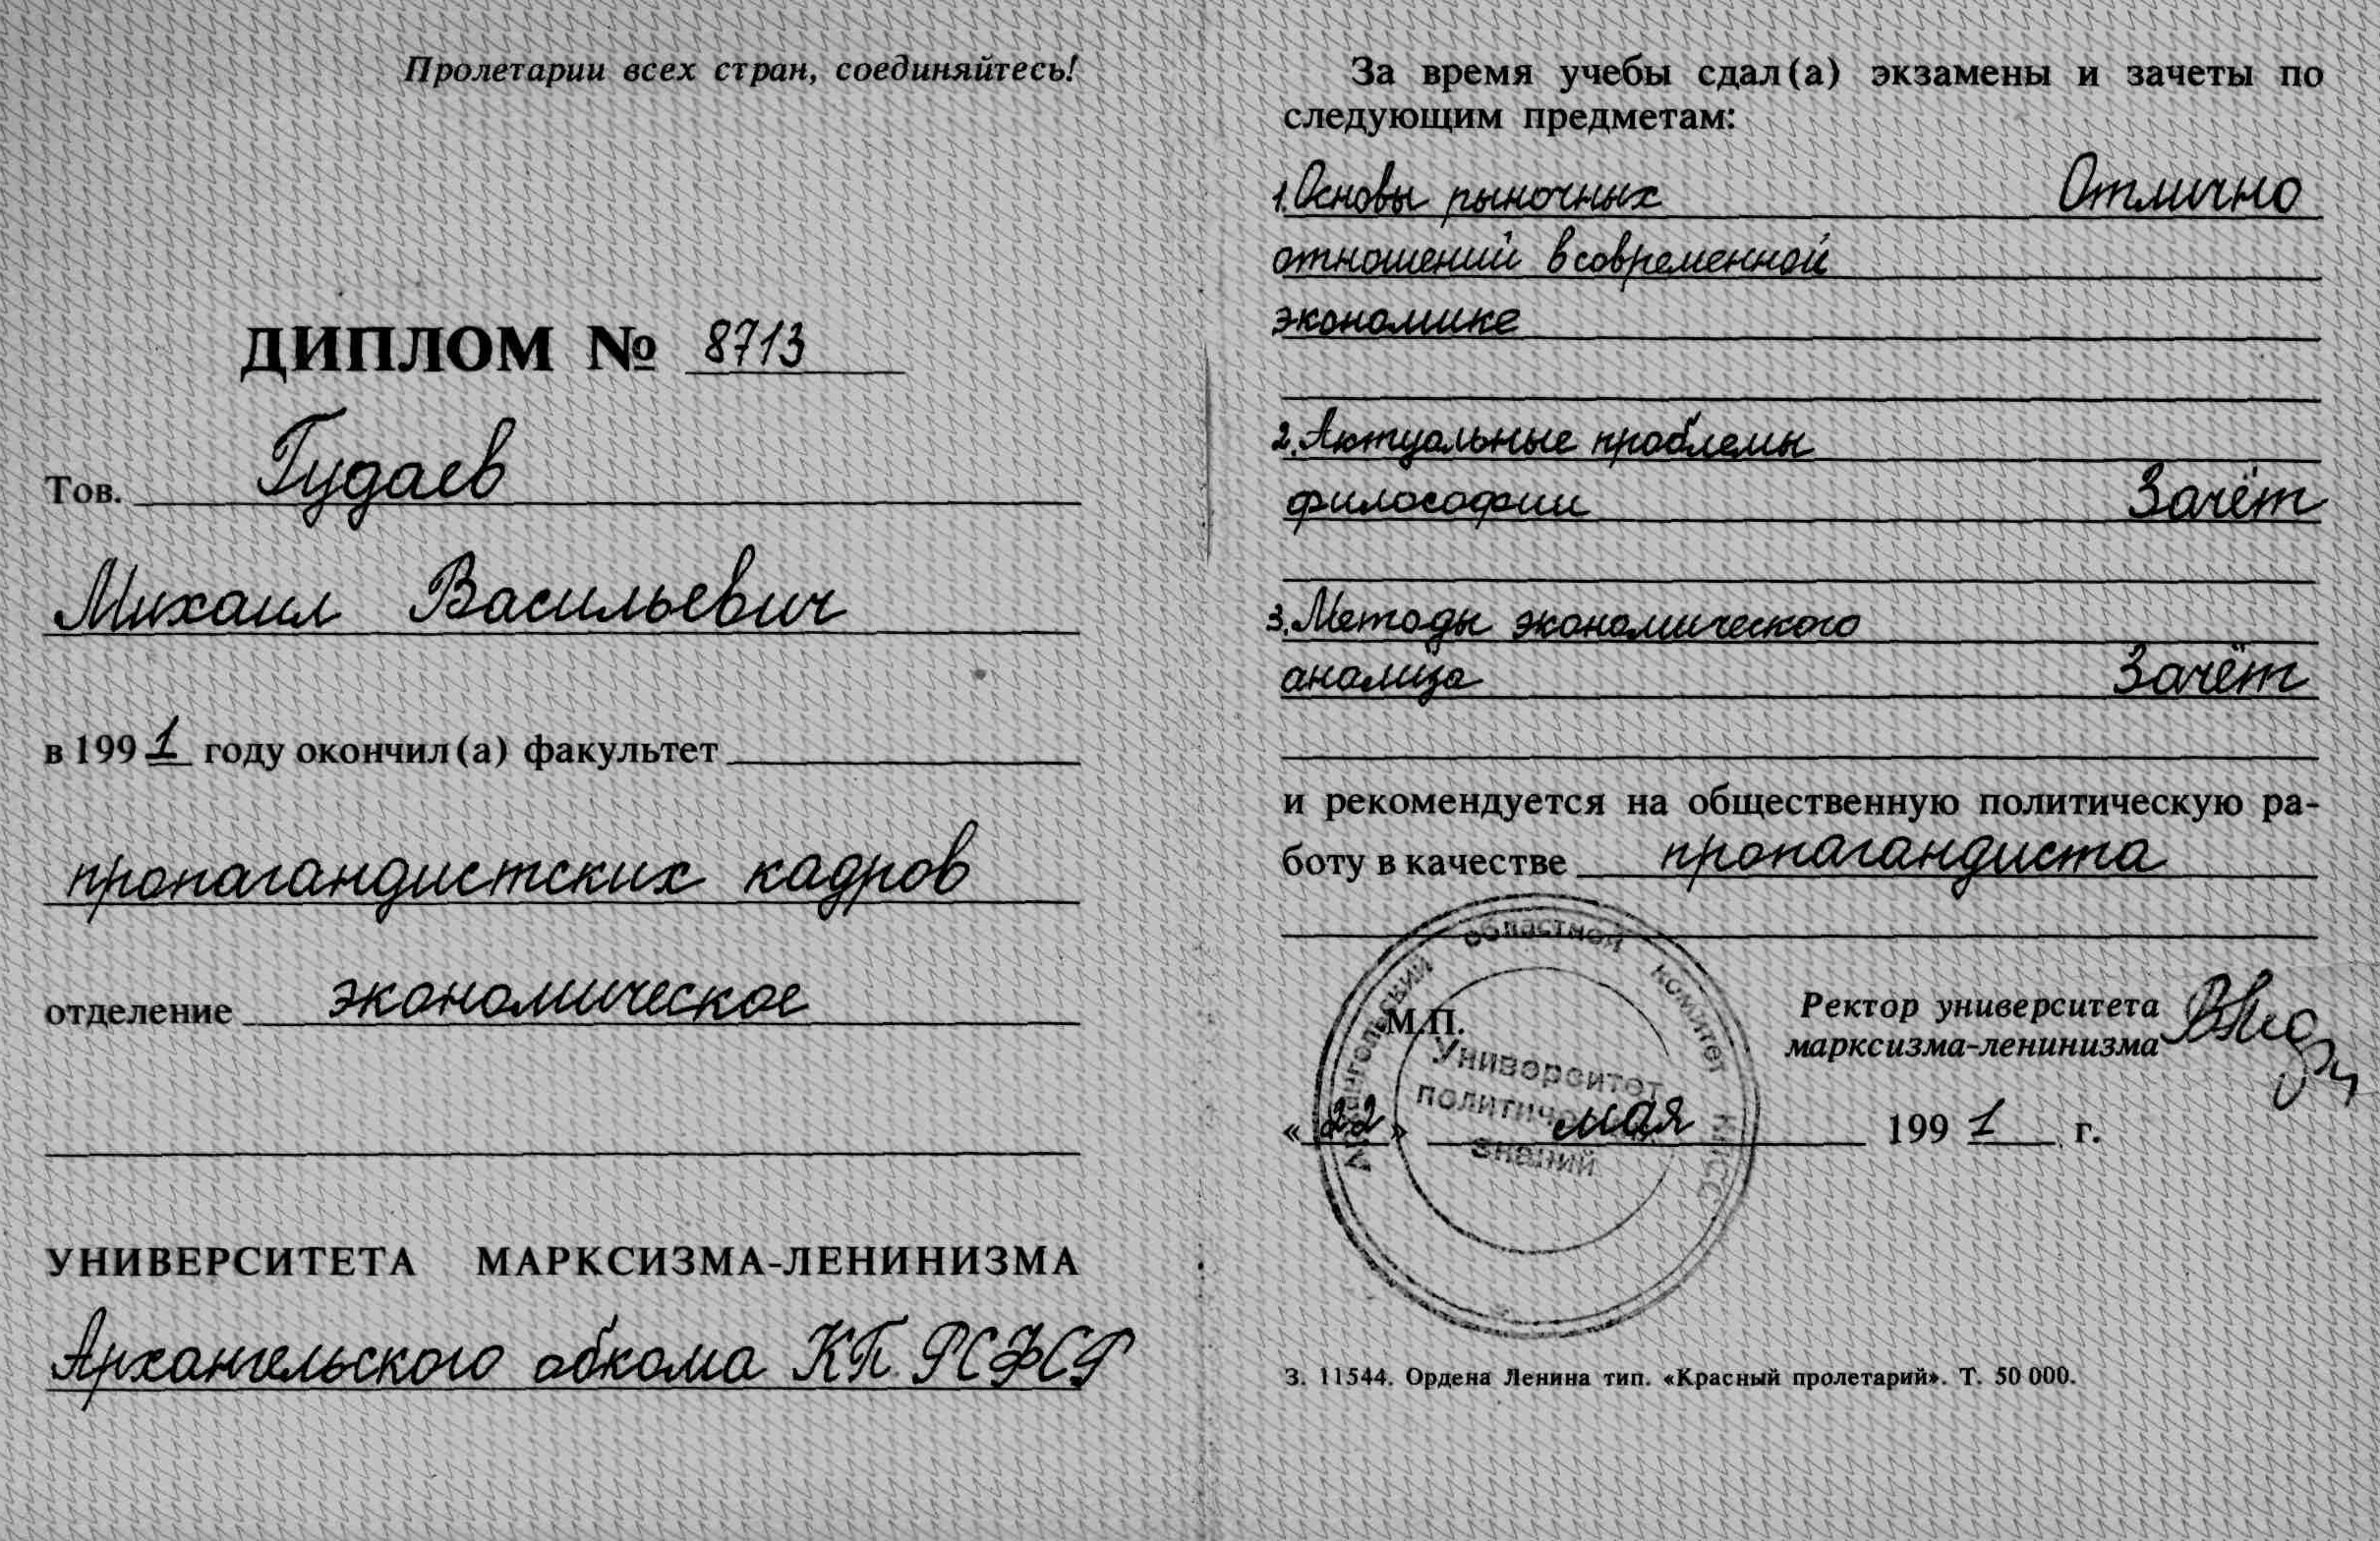 Пролетарии всех стран, соединяйтесь!
ДИПЛОМ № 8713
Тов. Гудаев
Михаил Васильевич
в 1991 году окончил(а) факультет
пропагандистских кадров
отделение экономическое
УНИВЕРСИТЕТА МАРКСИЗМА-ЛЕНИНИЗМА
Архангельского обкома КП РСФСР
За время учебы сдал(а) экзамены и зачеты по
следующим предметам:
1. Основы рыночных Отлично
отношений в современной
экономике
2. Актуальные проблемы
философии Зачёт
3. Методы экономического
анализа Зачёт
и рекомендуется на общественную политическую ра-
боту в качестве пропагандиста
Архангельский областной комитет КПСС
М.П.
Университет
политических
знаний
Ректор университета
марксизма-ленинизма
«22» мая 1991 г.
З. 11544. Ордена Ленина тип. «Красный пролетарий». Т. 50 000.